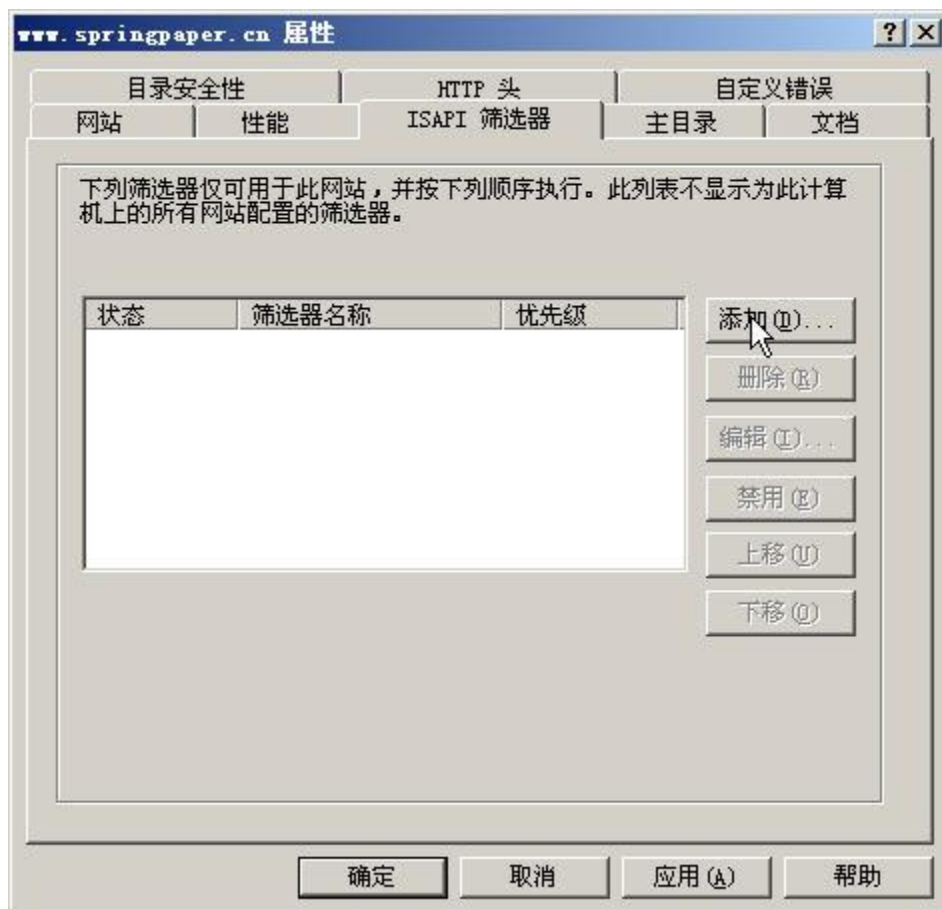 www.springpaper.cn 属性
目录安全性 HTTP 头 自定义错误
网站 性能 ISAPI 筛选器 主目录 文档
下列筛选器仅可用于此网站，并按下列顺序执行。此列表不显示为此计算
机上的所有网站配置的筛选器。
状态 筛选器名称 优先级
添加(D)...
删除(R)
编辑(I)...
禁用(E)
上移(U)
下移(O)
确定 取消 应用(A) 帮助